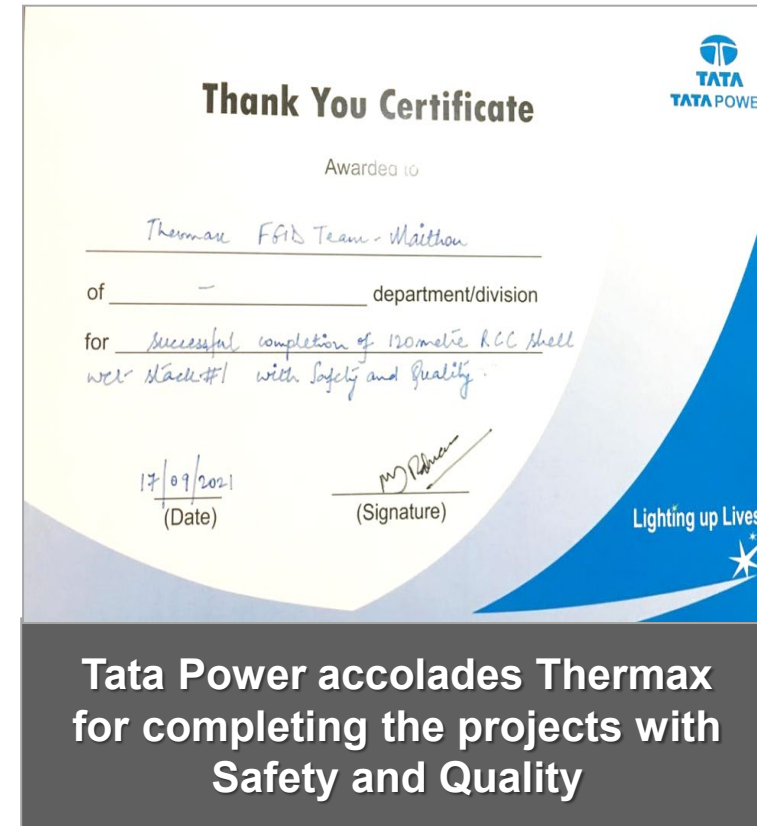 TATA
TATA POWE
Thank You Certificate
Awarded to
Thermax FGD Team - Maithon
of - department/division
for successful completion of 120 metre RCC Shell
wet stack #1 with Safety and Quality.
17/09/2021
(Date)
(Signature)
Lighting up Lives
Tata Power accolades Thermax
for completing the projects with
Safety and Quality